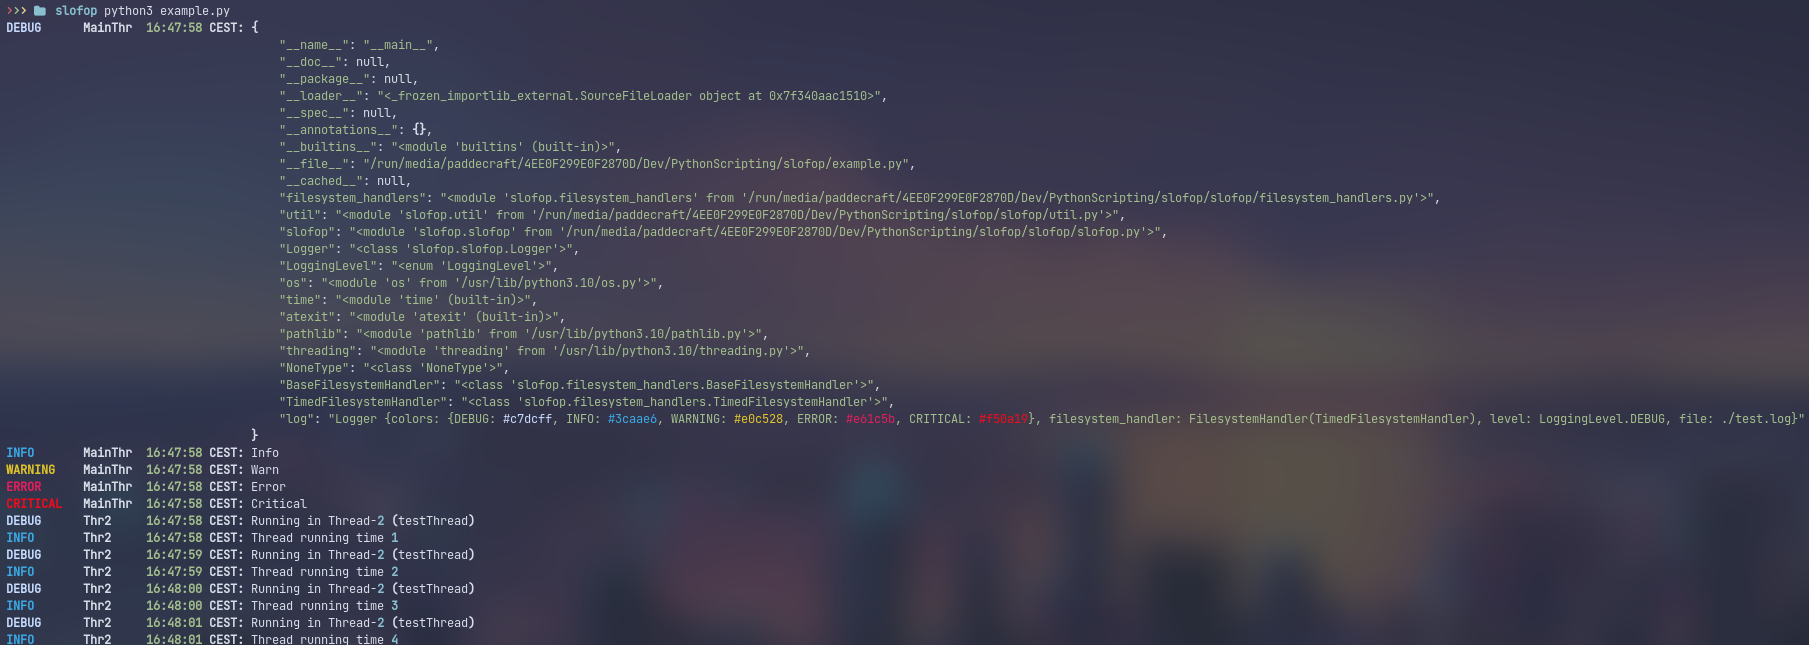 >>> slofop python3 example.py
DEBUG MainThr 16:47:58 CEST: {
"__name__": "__main__",
"__doc__": null,
"__package__": null,
"__loader__": "<_frozen_importlib_external.SourceFileLoader object at 0x7f340aac1510>",
"__spec__": null,
"__annotations__": {},
"__builtins__": "<module 'builtins' (built-in)>",
"__file__": "/run/media/paddecraft/4EE0F299E0F2870D/Dev/PythonScripting/slofop/example.py",
"__cached__": null,
"filesystem_handlers": "<module 'slofop.filesystem_handlers' from '/run/media/paddecraft/4EE0F299E0F2870D/Dev/PythonScripting/slofop/slofop/filesystem_handlers.py'>",
"util": "<module 'slofop.util' from '/run/media/paddecraft/4EE0F299E0F2870D/Dev/PythonScripting/slofop/slofop/util.py'>",
"slofop": "<module 'slofop.slofop' from '/run/media/paddecraft/4EE0F299E0F2870D/Dev/PythonScripting/slofop/slofop/slofop.py'>",
"Logger": "<class 'slofop.slofop.Logger'>",
"LoggingLevel": "<enum 'LoggingLevel'>",
"os": "<module 'os' from '/usr/lib/python3.10/os.py'>",
"time": "<module 'time' (built-in)>",
"atexit": "<module 'atexit' (built-in)>",
"pathlib": "<module 'pathlib' from '/usr/lib/python3.10/pathlib.py'>",
"threading": "<module 'threading' from '/usr/lib/python3.10/threading.py'>",
"NoneType": "<class 'NoneType'>",
"BaseFilesystemHandler": "<class 'slofop.filesystem_handlers.BaseFilesystemHandler'>",
"TimedFilesystemHandler": "<class 'slofop.filesystem_handlers.TimedFilesystemHandler'>",
"log": "Logger {colors: {DEBUG: #c7dcff, INFO: #3caae6, WARNING: #e0c528, ERROR: #e61c5b, CRITICAL: #f50a19}, filesystem_handler: FilesystemHandler(TimedFilesystemHandler), level: LoggingLevel.DEBUG, file: ./test.log}"
}
INFO MainThr 16:47:58 CEST: Info
WARNING MainThr 16:47:58 CEST: Warn
ERROR MainThr 16:47:58 CEST: Error
CRITICAL MainThr 16:47:58 CEST: Critical
DEBUG Thr2 16:47:58 CEST: Running in Thread-2 (testThread)
INFO Thr2 16:47:58 CEST: Thread running time 1
DEBUG Thr2 16:47:59 CEST: Running in Thread-2 (testThread)
INFO Thr2 16:47:59 CEST: Thread running time 2
DEBUG Thr2 16:48:00 CEST: Running in Thread-2 (testThread)
INFO Thr2 16:48:00 CEST: Thread running time 3
DEBUG Thr2 16:48:01 CEST: Running in Thread-2 (testThread)
INFO Thr2 16:48:01 CEST: Thread running time 4